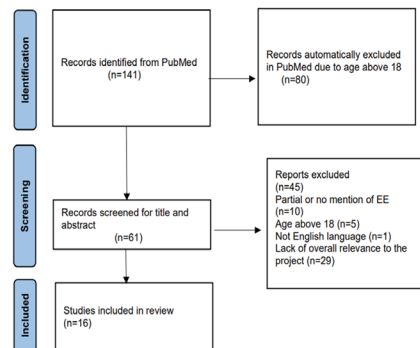 Identification
Records identified from PubMed
(n=141)
Records automatically excluded
in PubMed due to age above 18
(n=80)
Screening
Records screened for title and
abstract
(n=61)
Reports excluded
(n=45)
Partial or no mention of EE
(n=10)
Age above 18 (n=5)
Not English language (n=1)
Lack of overall relevance to the
project (n=29)
Included
Studies included in review
(n=16)